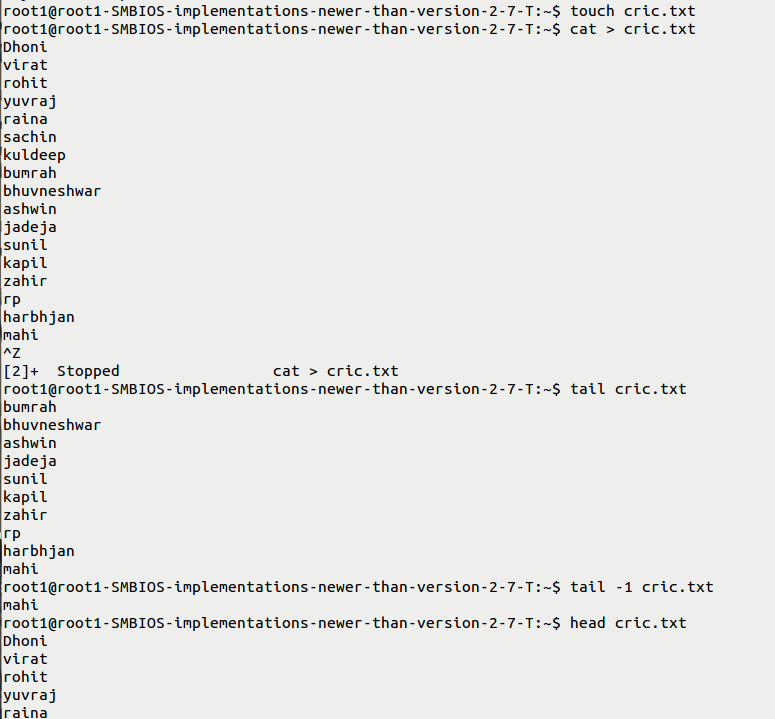 root1@root1-SMBIOS-implementations-newer-than-version-2-7-T:~$ touch cric.txt
root1@root1-SMBIOS-implementations-newer-than-version-2-7-T:~$ cat > cric.txt
Dhoni
virat
rohit
yuvraj
raina
sachin
kuldeep
bumrah
bhuvneshwar
ashwin
jadeja
sunil
kapil
zahir
rp
harbhjan
mahi
^Z
[2]+  Stopped                 cat > cric.txt
root1@root1-SMBIOS-implementations-newer-than-version-2-7-T:~$ tail cric.txt
bumrah
bhuvneshwar
ashwin
jadeja
sunil
kapil
zahir
rp
harbhjan
mahi
root1@root1-SMBIOS-implementations-newer-than-version-2-7-T:~$ tail -1 cric.txt
mahi
root1@root1-SMBIOS-implementations-newer-than-version-2-7-T:~$ head cric.txt
Dhoni
virat
rohit
yuvraj
raina